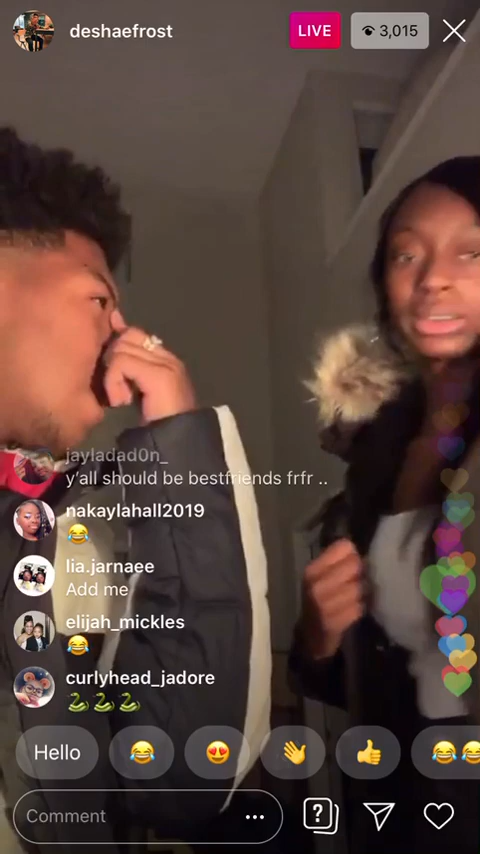 deshaefrost
LIVE
3,015
jayladad0n_
y'all should be bestfriends frfr ..
nakaylahall2019
😂
lia.jarnaee
Add me
elijah_mickles
😂
curlyhead_jadore
🐍🐍🐍
Hello 😂 😍 👋 👍 😂😂
Comment ...